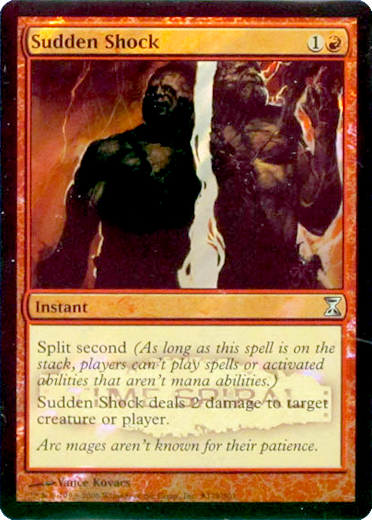 Sudden Shock 1
Instant
Split second (As long as this spell is on the
stack, players can't play spells or activated
abilities that aren't mana abilities.)
Sudden Shock deals 2 damage to target
creature or player.
TIME SPIRAL
Arc mages aren't known for their patience.
Vance Kovacs